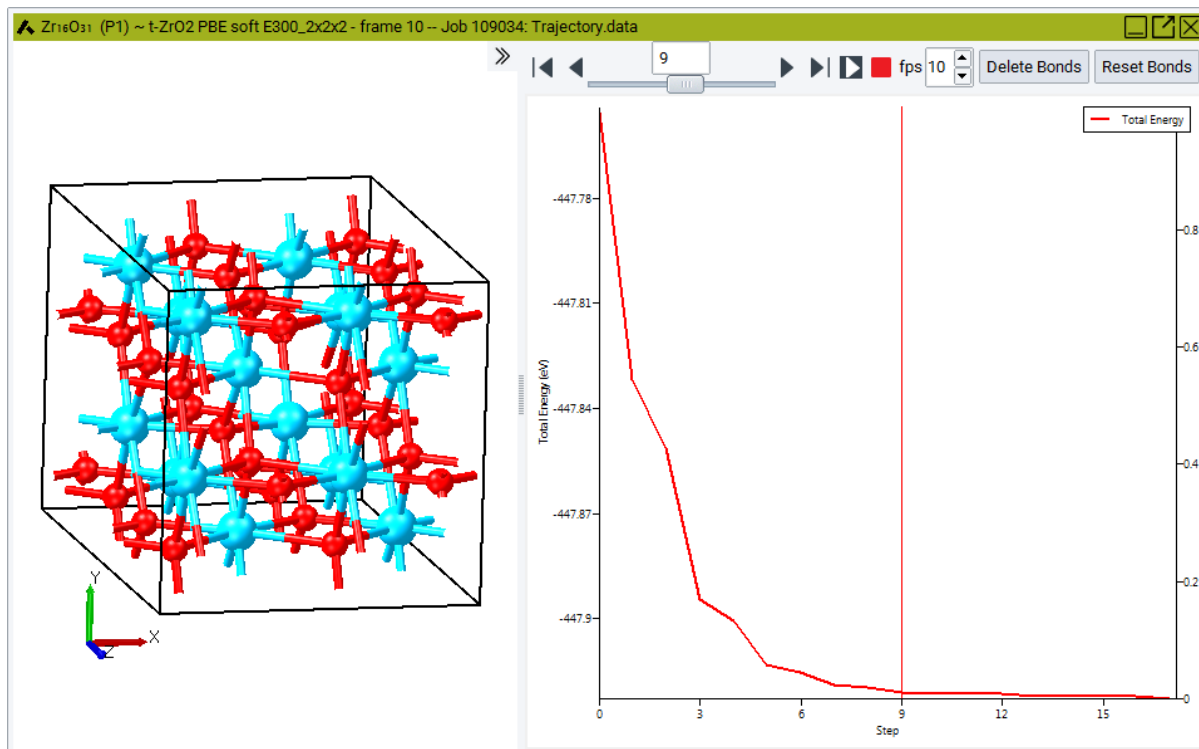 Zr₁₆O₃₁ (P1) ~ t-ZrO2 PBE soft E300_2x2x2 - frame 10 -- Job 109034: Trajectory.data
9
fps 10
Delete Bonds
Reset Bonds
Total Energy
-447.78
-447.81
-447.84
-447.87
-447.9
Total Energy (eV)
0.8
0.6
0.4
0.2
0
0
3
6
9
12
15
Step
Y
X
Z